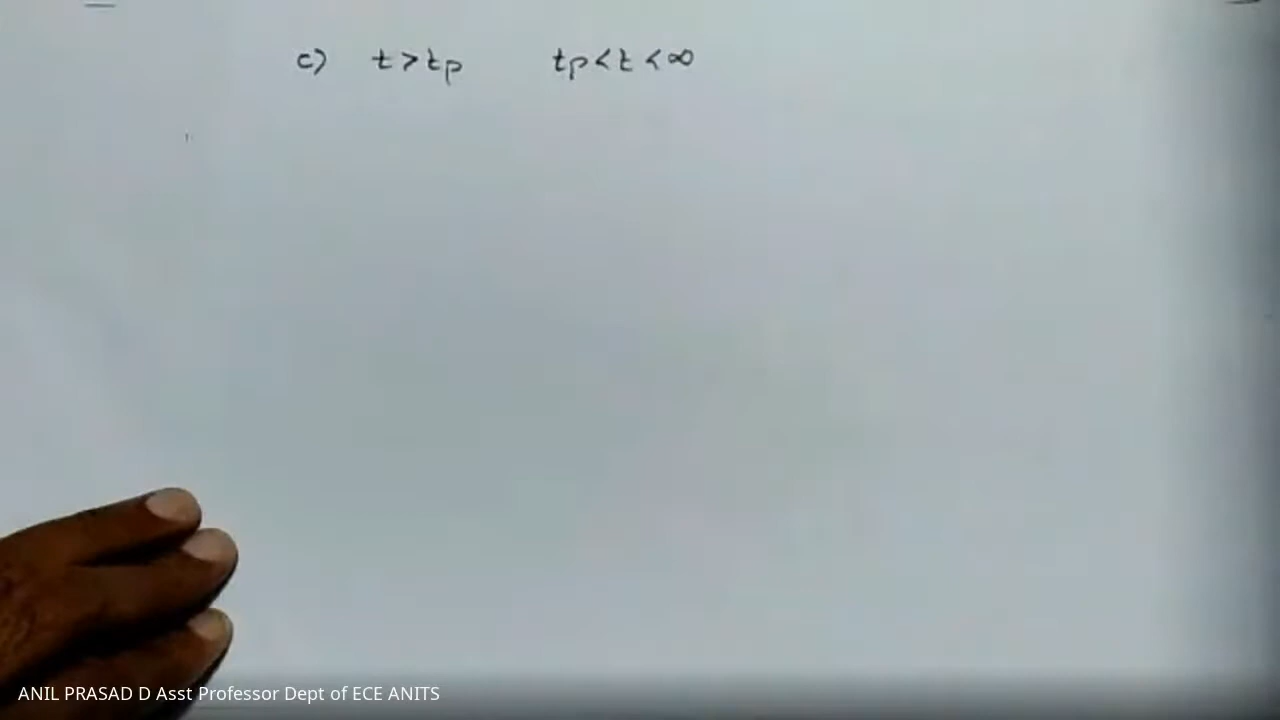 c) t > tp tp < t < ∞
ANIL PRASAD D Asst Professor Dept of ECE ANITS